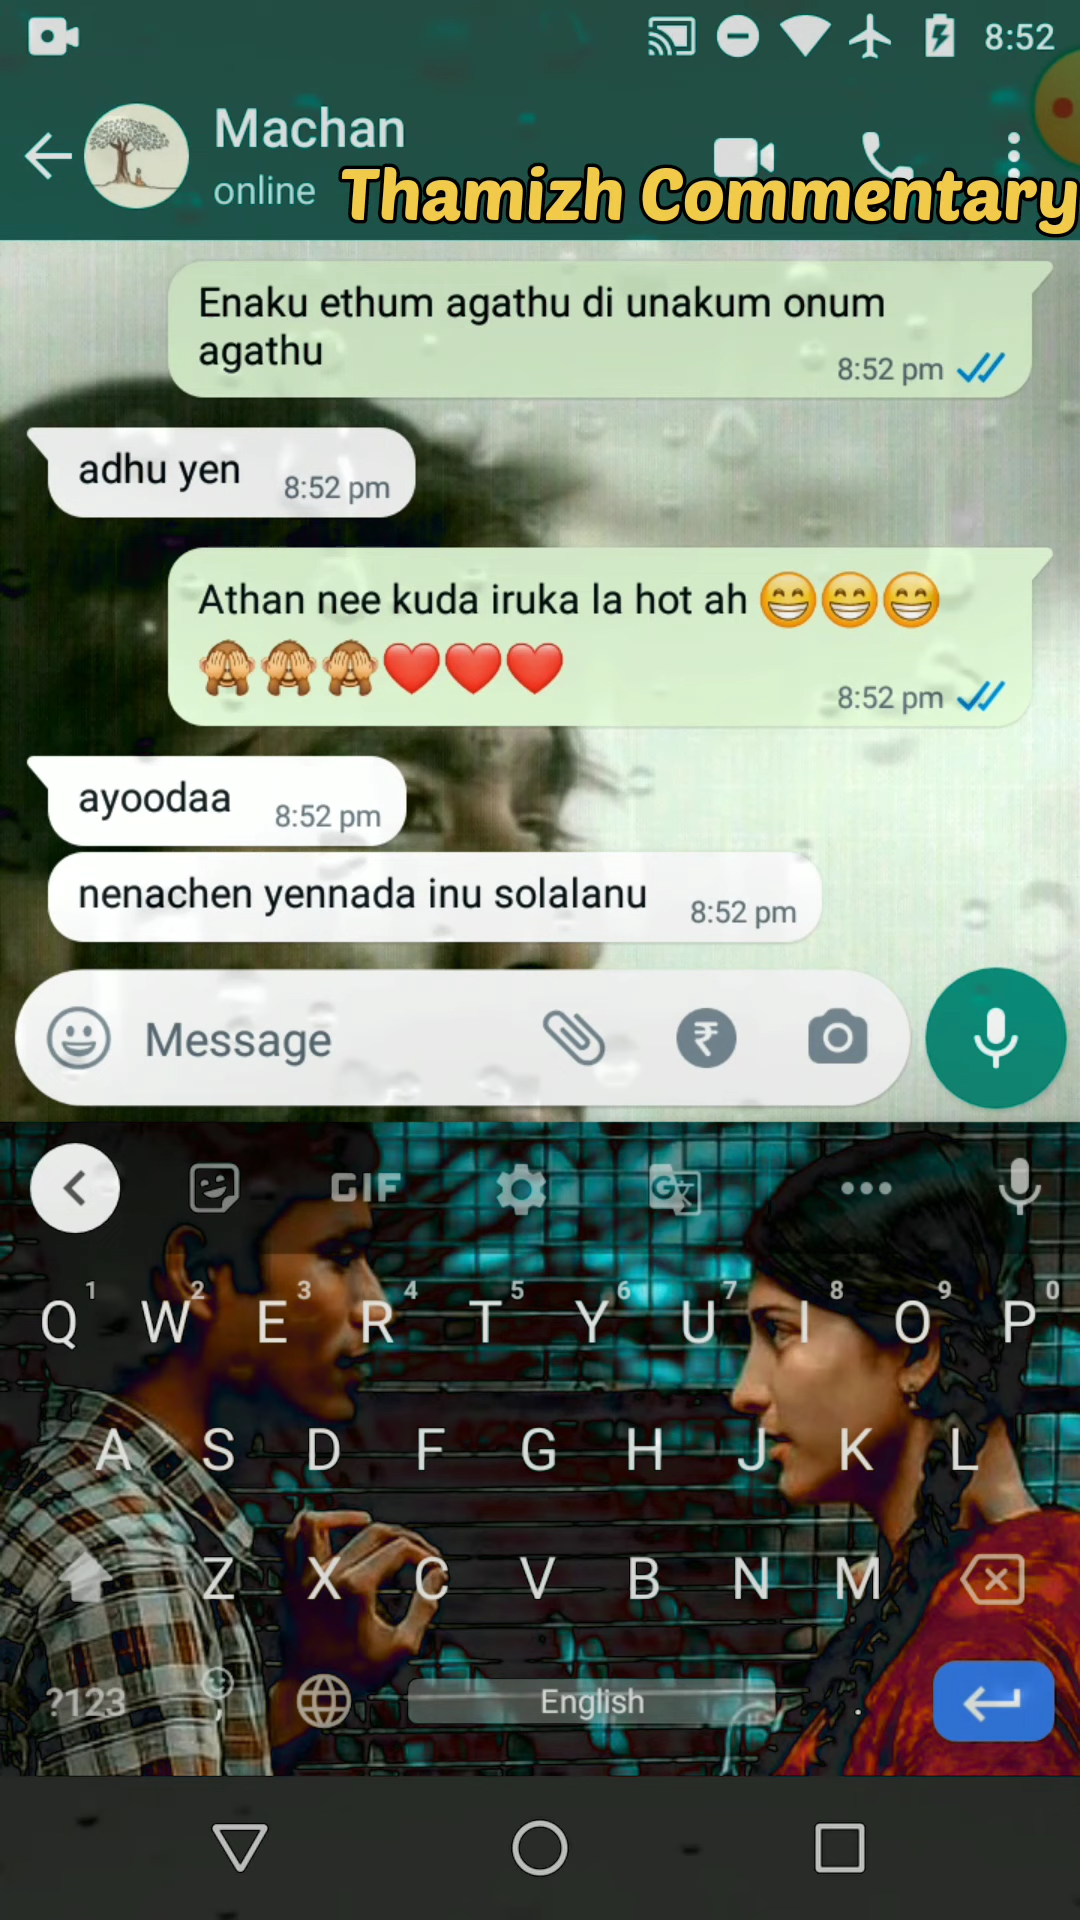 8:52
Machan
online
Thamizh Commentary
Enaku ethum agathu di unakum onum
agathu
8:52 pm
adhu yen
8:52 pm
Athan nee kuda iruka la hot ah 😁😁😁
🙈🙈🙈❤️❤️❤️
8:52 pm
ayoodaa
8:52 pm
nenachen yennada inu solalanu
8:52 pm
Message
₹
GIF
G文
1 2 3 4 5 6 7 8 9 0
Q W E R T Y U I O P
A S D F G H J K L
Z X C V B N M
?123 , English .